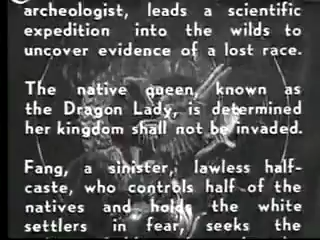 archeologist, leads a scientific
expedition into the wilds to
uncover evidence of a lost race.
The native queen, known as
the Dragon Lady, is determined
her kingdom shall not be invaded.
Fang, a sinister, lawless half-
caste, who controls half of the
natives and holds the white
settlers in fear, seeks the